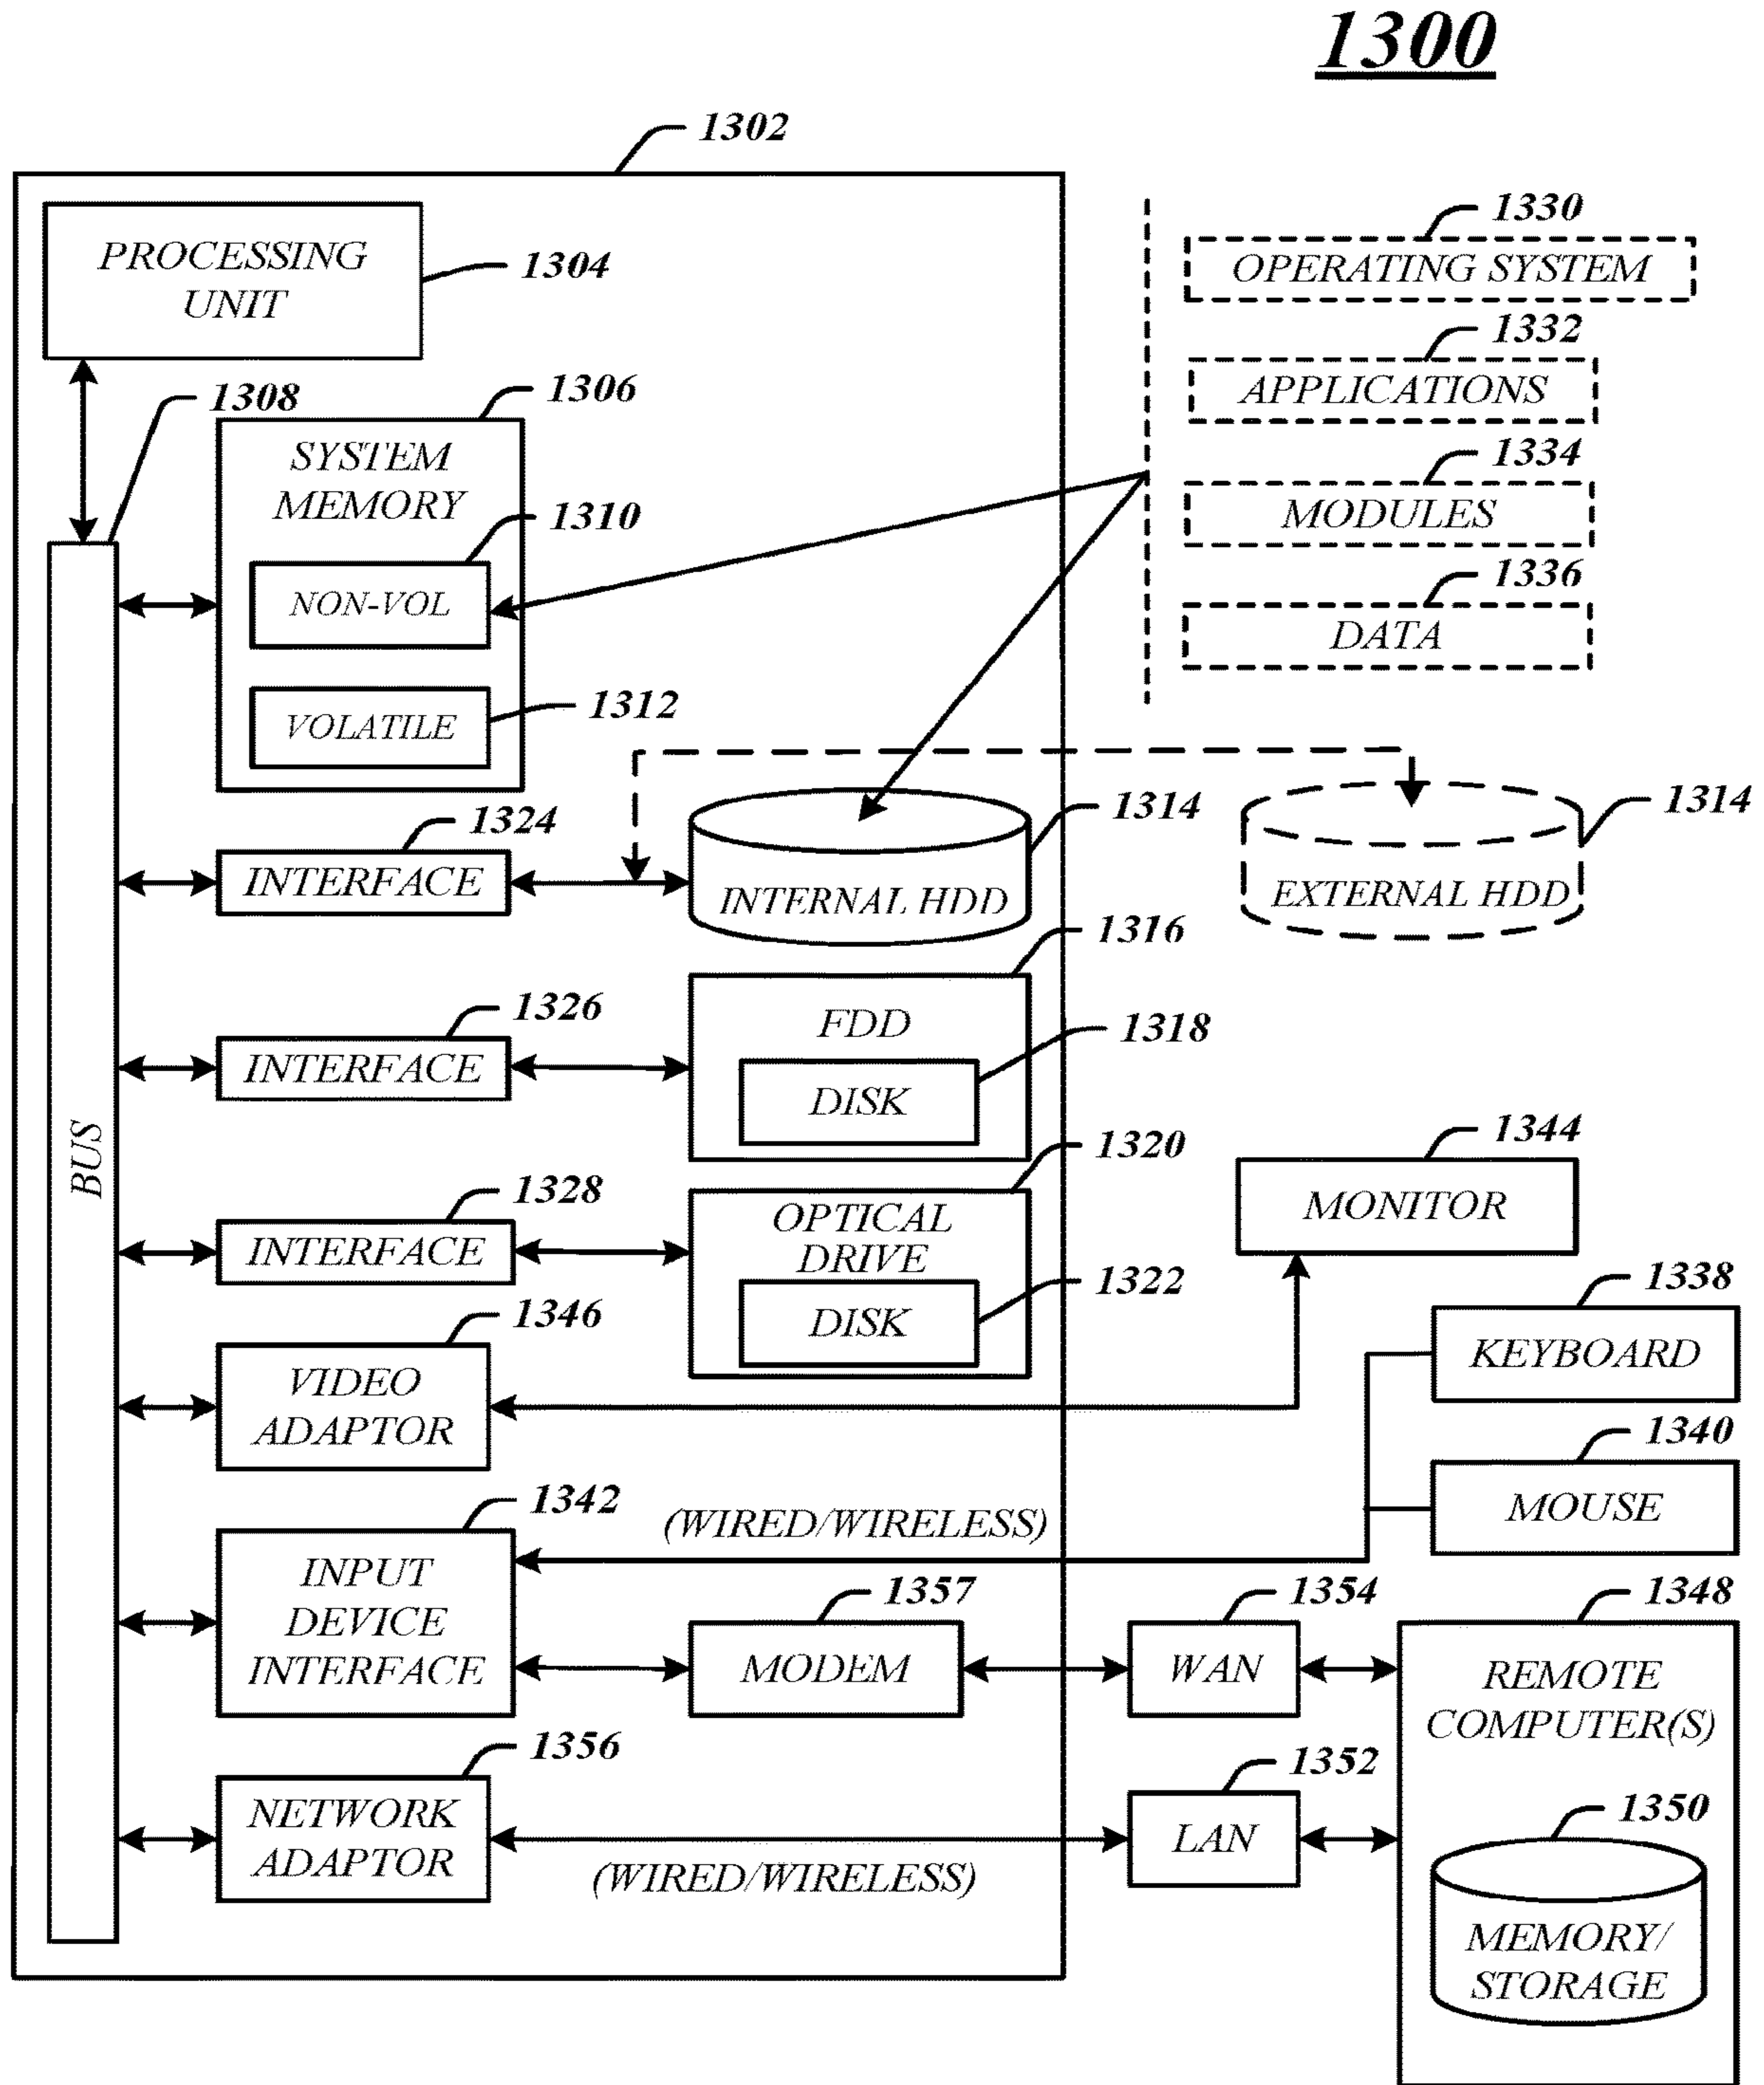 1300
1302
PROCESSING
UNIT
1304
1330
OPERATING SYSTEM
1332
APPLICATIONS
1334
MODULES
1336
DATA
1308
1306
SYSTEM
MEMORY
1310
NON-VOL
1312
VOLATILE
1324
INTERFACE
1314
INTERNAL HDD
1314
EXTERNAL HDD
1316
FDD
1326
INTERFACE
1318
DISK
BUS
1320
OPTICAL
DRIVE
1328
INTERFACE
1322
DISK
1344
MONITOR
1346
VIDEO
ADAPTOR
1338
KEYBOARD
1340
MOUSE
1342
INPUT
DEVICE
INTERFACE
(WIRED/WIRELESS)
1357
MODEM
1354
WAN
1348
REMOTE
COMPUTER(S)
1356
NETWORK
ADAPTOR
(WIRED/WIRELESS)
1352
LAN
1350
MEMORY/
STORAGE